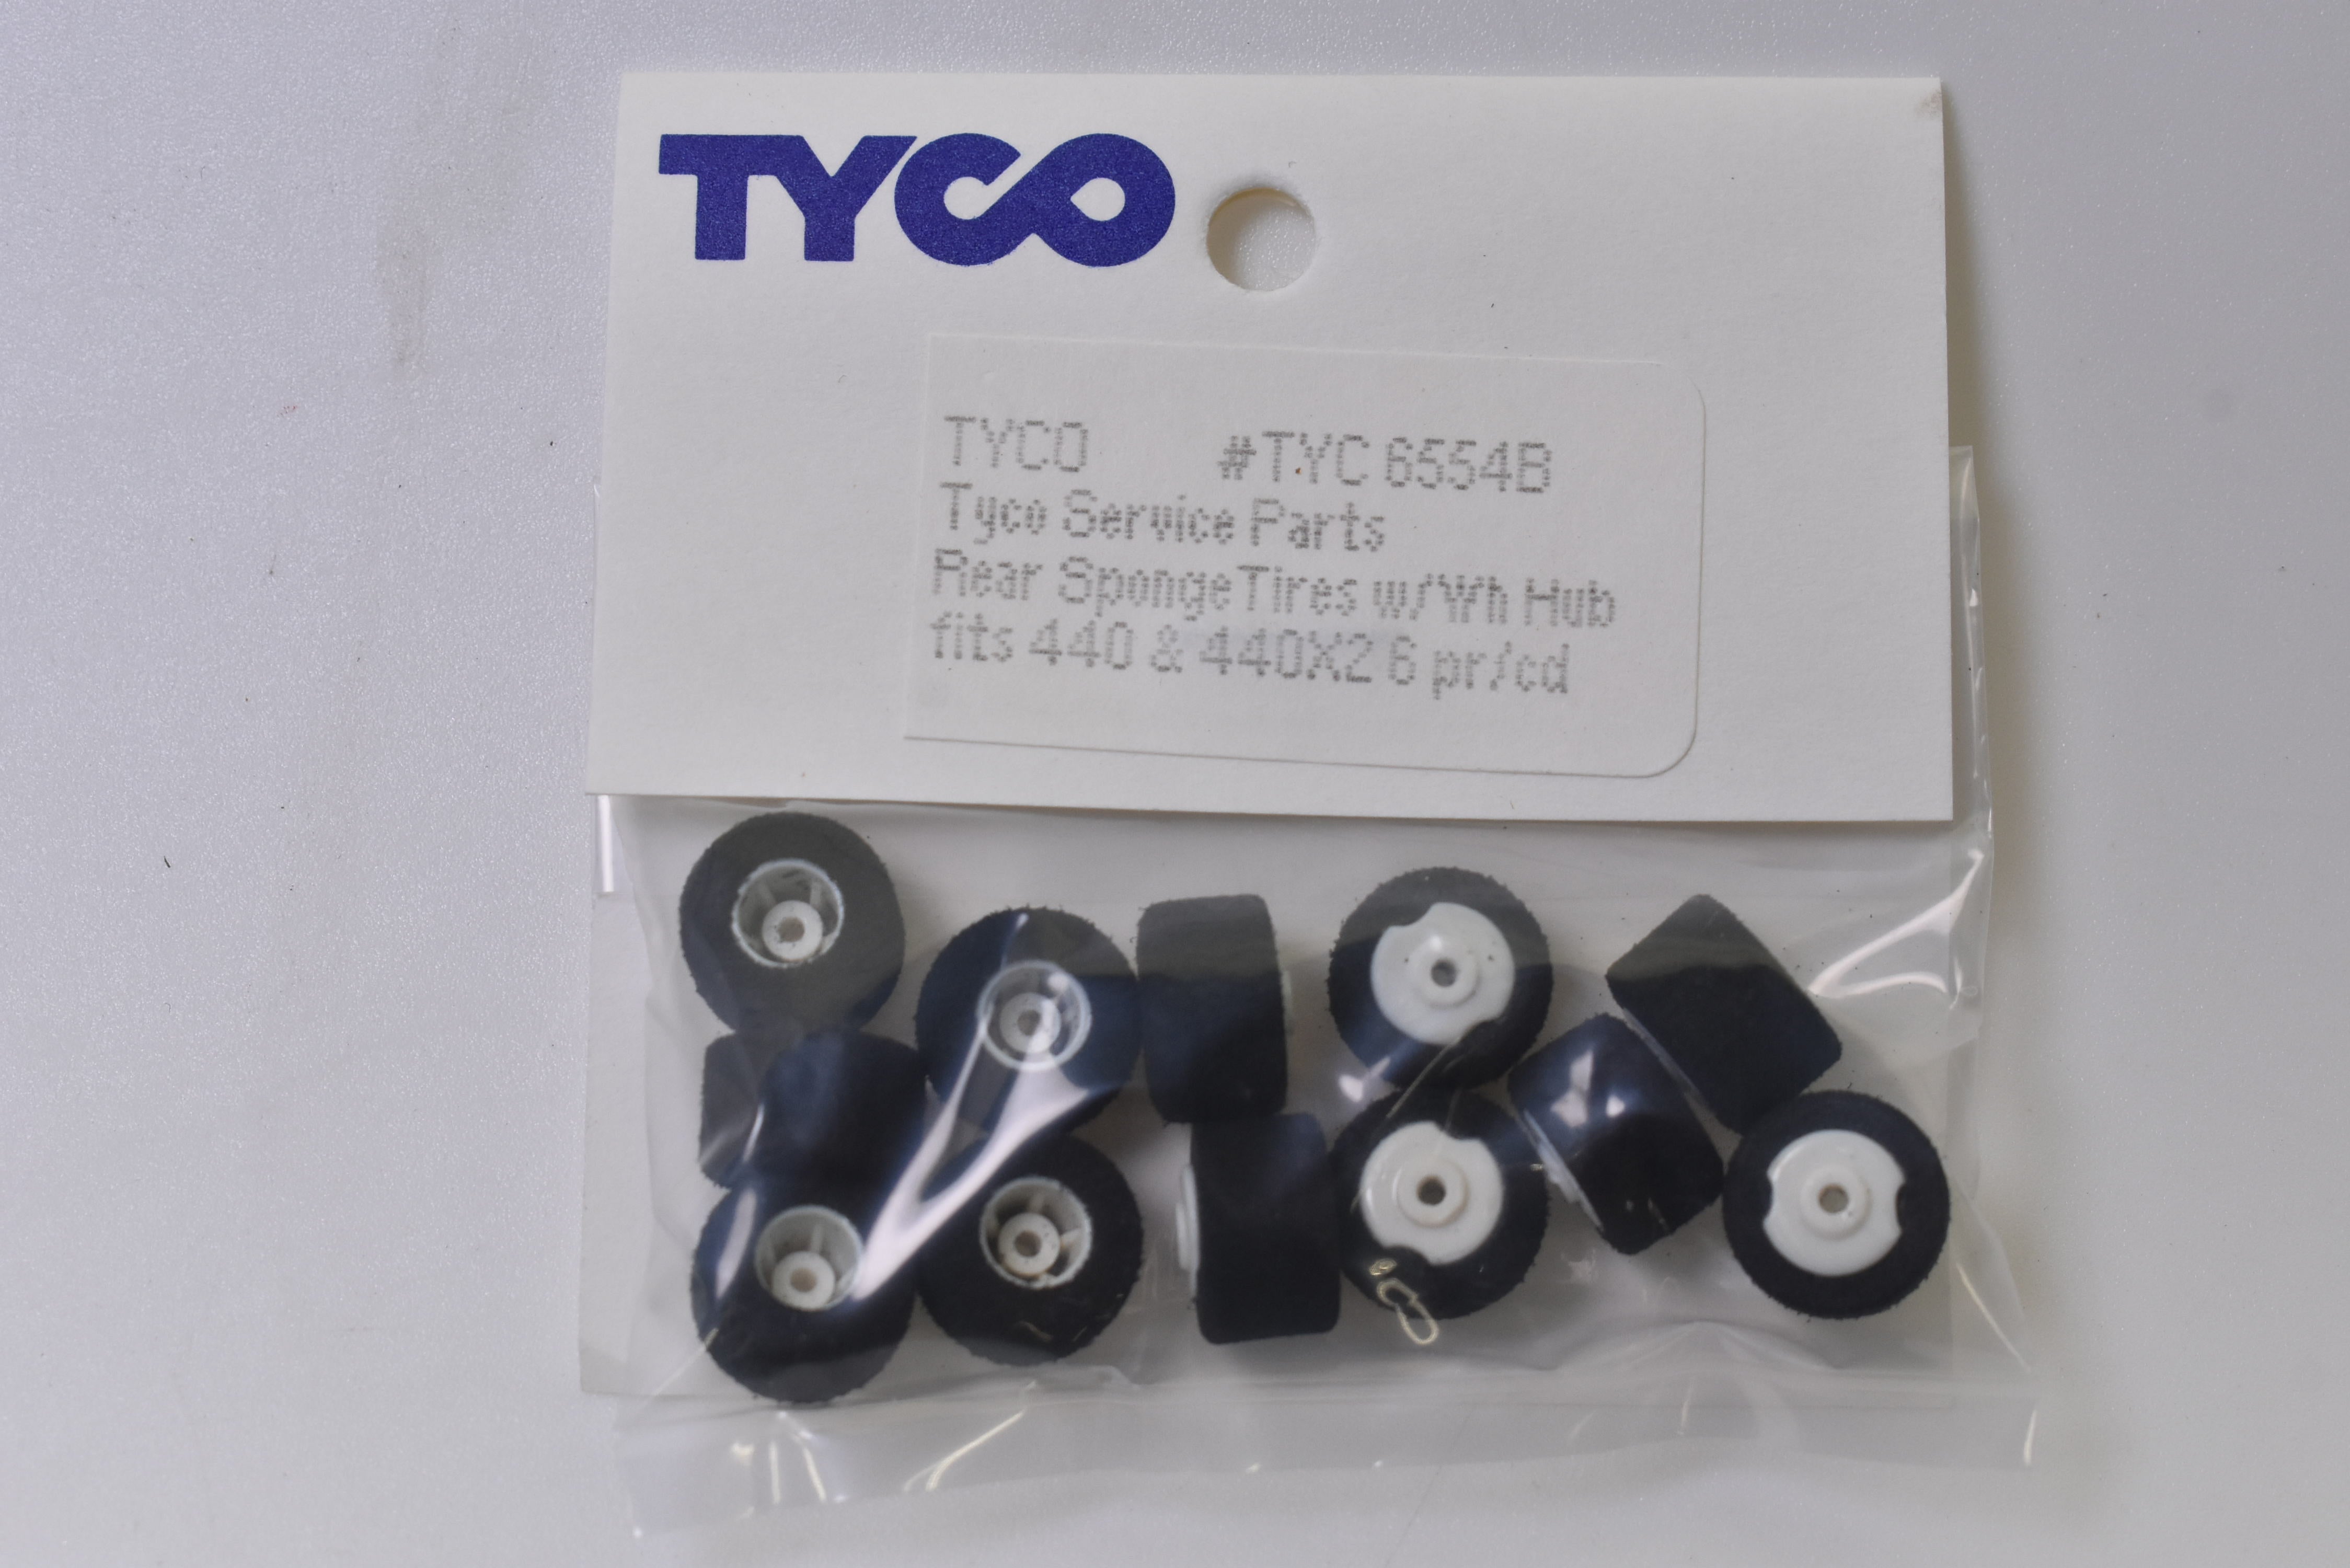 TYCO
TYCO #TYC 6554B
Tyco Service Parts
Rear Sponge Tires w/Wh Hub
fits 440 & 440X2 6 pr/cd